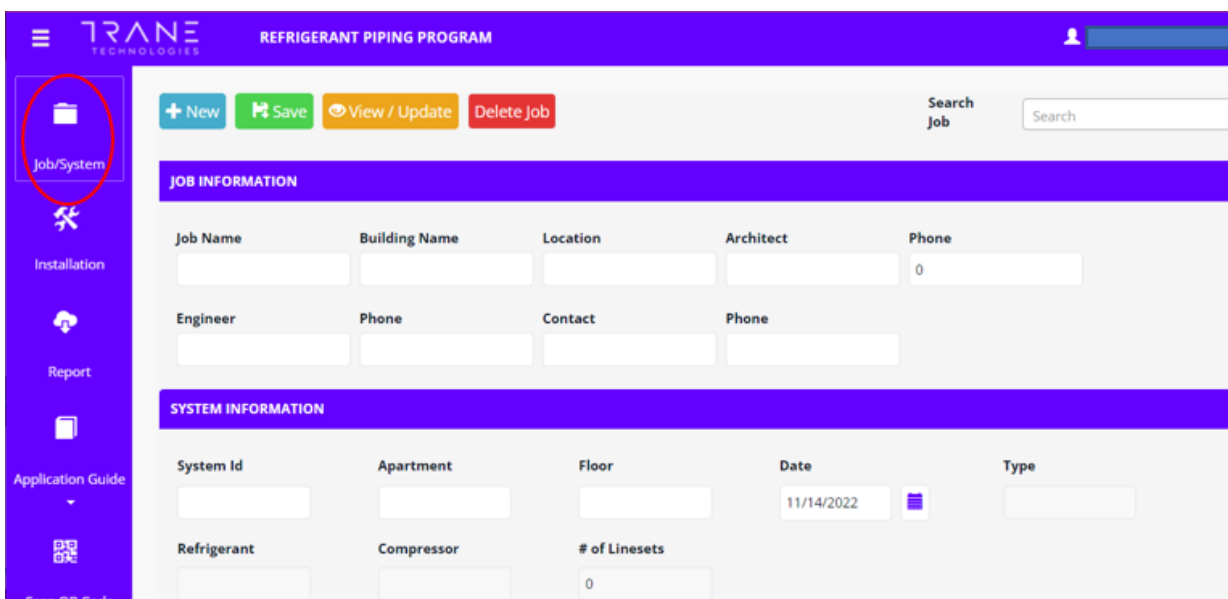 TRANE
TECHNOLOGIES
REFRIGERANT PIPING PROGRAM
Job/System
Installation
Report
Application Guide
New Save View / Update Delete Job
Search
Job
Search
JOB INFORMATION
Job Name Building Name Location Architect Phone
0
Engineer Phone Contact Phone
SYSTEM INFORMATION
System Id Apartment Floor Date Type
11/14/2022
Refrigerant Compressor # of Linesets
0